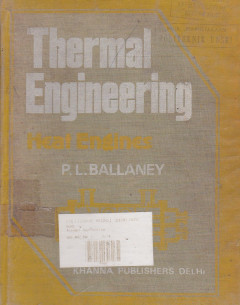 Thermal
Engineering
Heat Engines
P.L.BALLANEY
KHANNA PUBLISHERS DELHI